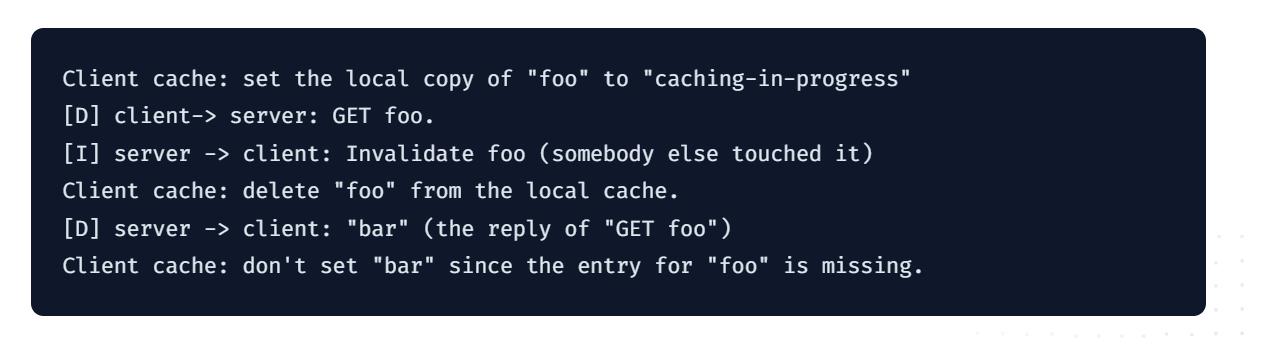 Client cache: set the local copy of "foo" to "caching-in-progress"
[D] client-> server: GET foo.
[I] server -> client: Invalidate foo (somebody else touched it)
Client cache: delete "foo" from the local cache.
[D] server -> client: "bar" (the reply of "GET foo")
Client cache: don't set "bar" since the entry for "foo" is missing.